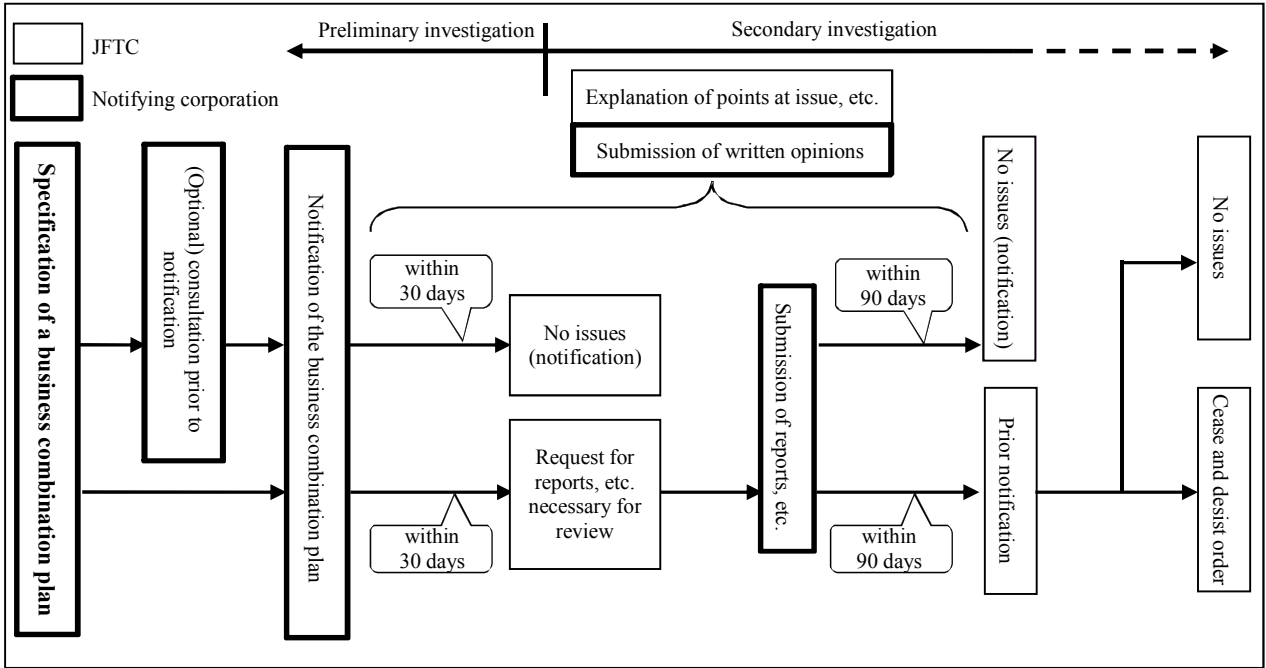 JFTC
Notifying corporation
Preliminary investigation
Secondary investigation
Explanation of points at issue, etc.
Submission of written opinions
Specification of a business combination plan
(Optional) consultation prior to
notification
Notification of the business combination plan
within
30 days
No issues
(notification)
Request for
reports, etc.
necessary for
review
within
30 days
Submission of reports, etc.
within
90 days
within
90 days
No issues (notification)
Prior notification
No issues
Cease and desist order